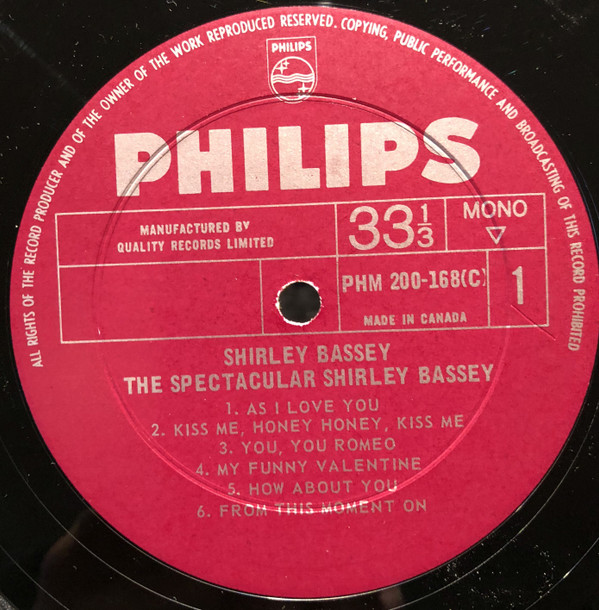 ALL RIGHTS OF THE RECORD PRODUCER AND OF THE OWNER OF THE WORK REPRODUCED RESERVED. COPYING, PUBLIC PERFORMANCE AND BROADCASTING OF THIS RECORD PROHIBITED
PHILIPS
PHILIPS
MANUFACTURED BY
QUALITY RECORDS LIMITED
33 1/3
MONO
PHM 200-168(C)
1
MADE IN CANADA
SHIRLEY BASSEY
THE SPECTACULAR SHIRLEY BASSEY
1. AS I LOVE YOU
2. KISS ME, HONEY HONEY, KISS ME
3. YOU, YOU ROMEO
4. MY FUNNY VALENTINE
5. HOW ABOUT YOU
6. FROM THIS MOMENT ON